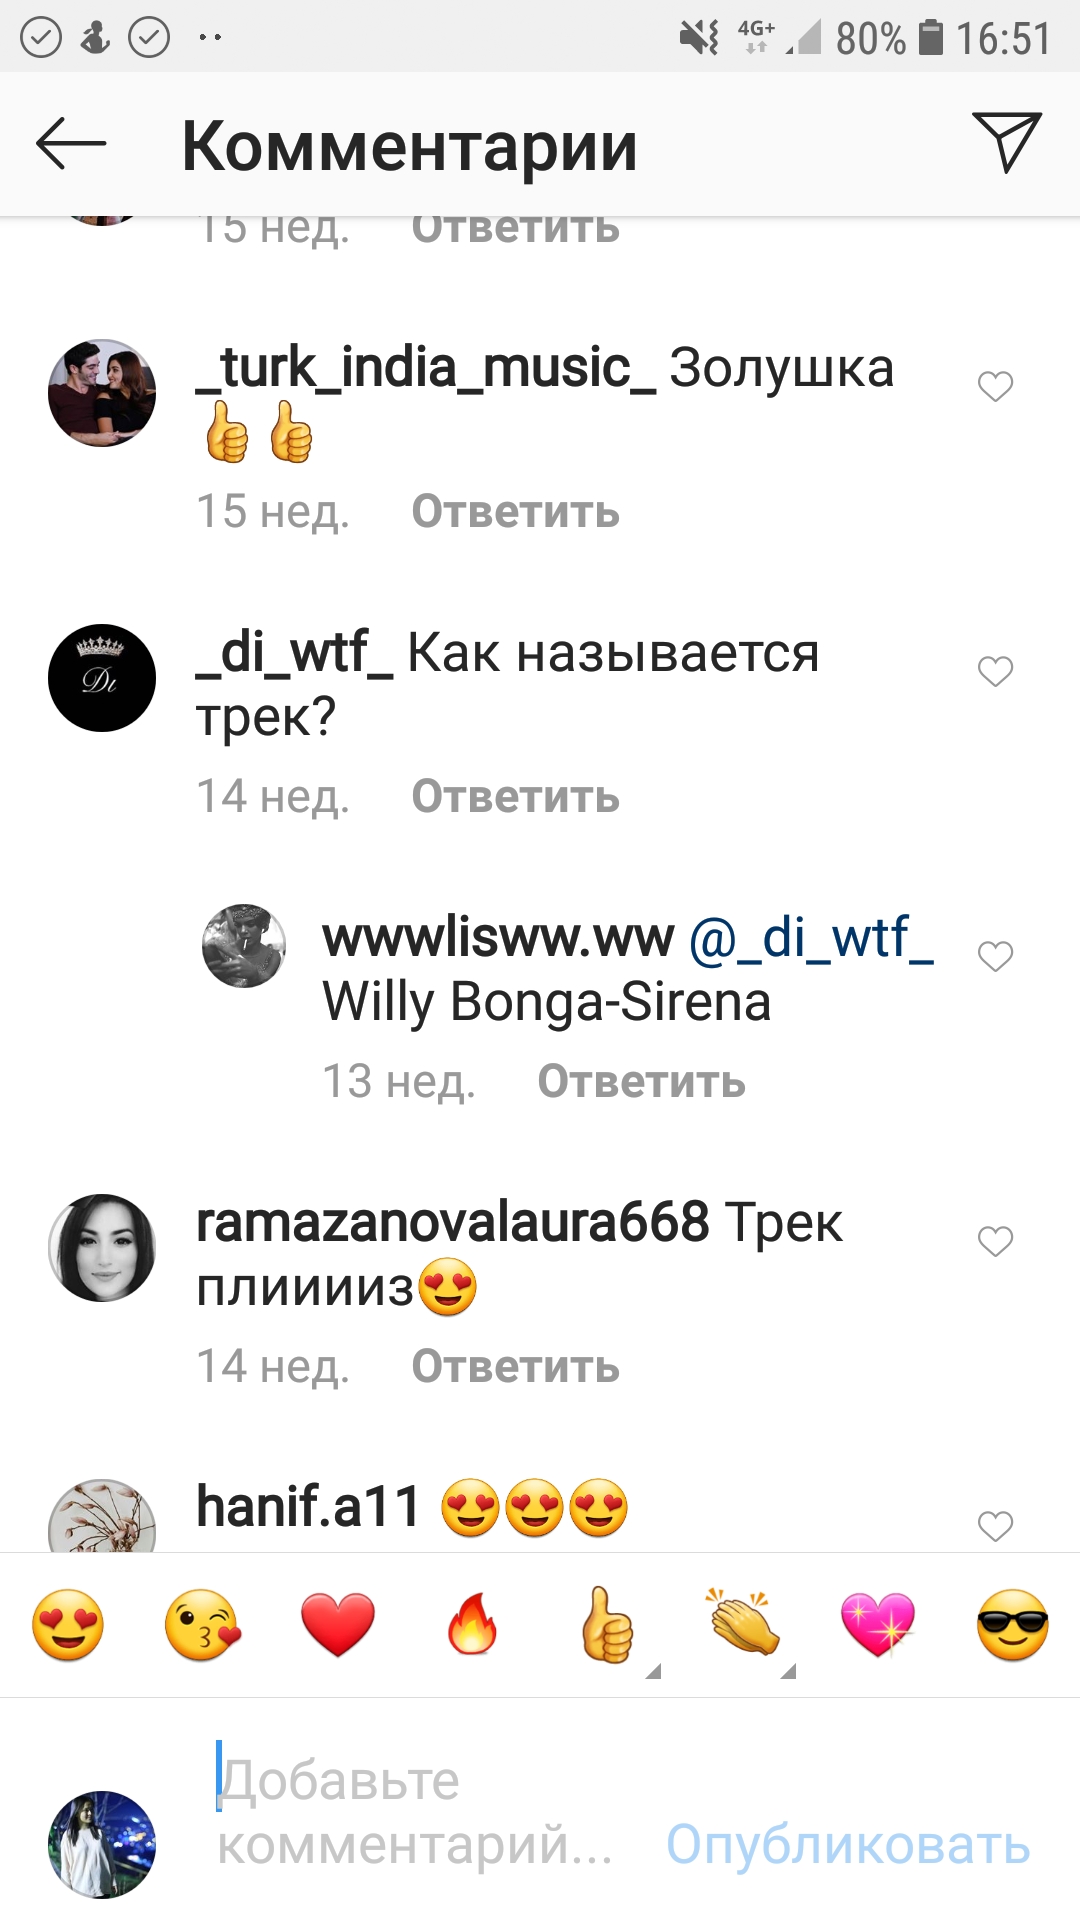 4G+ 80% 16:51
Комментарии
15 нед. Ответить
_turk_india_music_ Золушка
👍👍
15 нед. Ответить
Di
_di_wtf_ Как называется
трек?
14 нед. Ответить
wwwlisww.ww @_di_wtf_
Willy Bonga-Sirena
13 нед. Ответить
ramazanovalaura668 Трек
плииииз😍
14 нед. Ответить
hanif.a11 😍😍😍
😍 😘 ❤️ 🔥 👍 👏 💖 😎
Добавьте
комментарий... Опубликовать